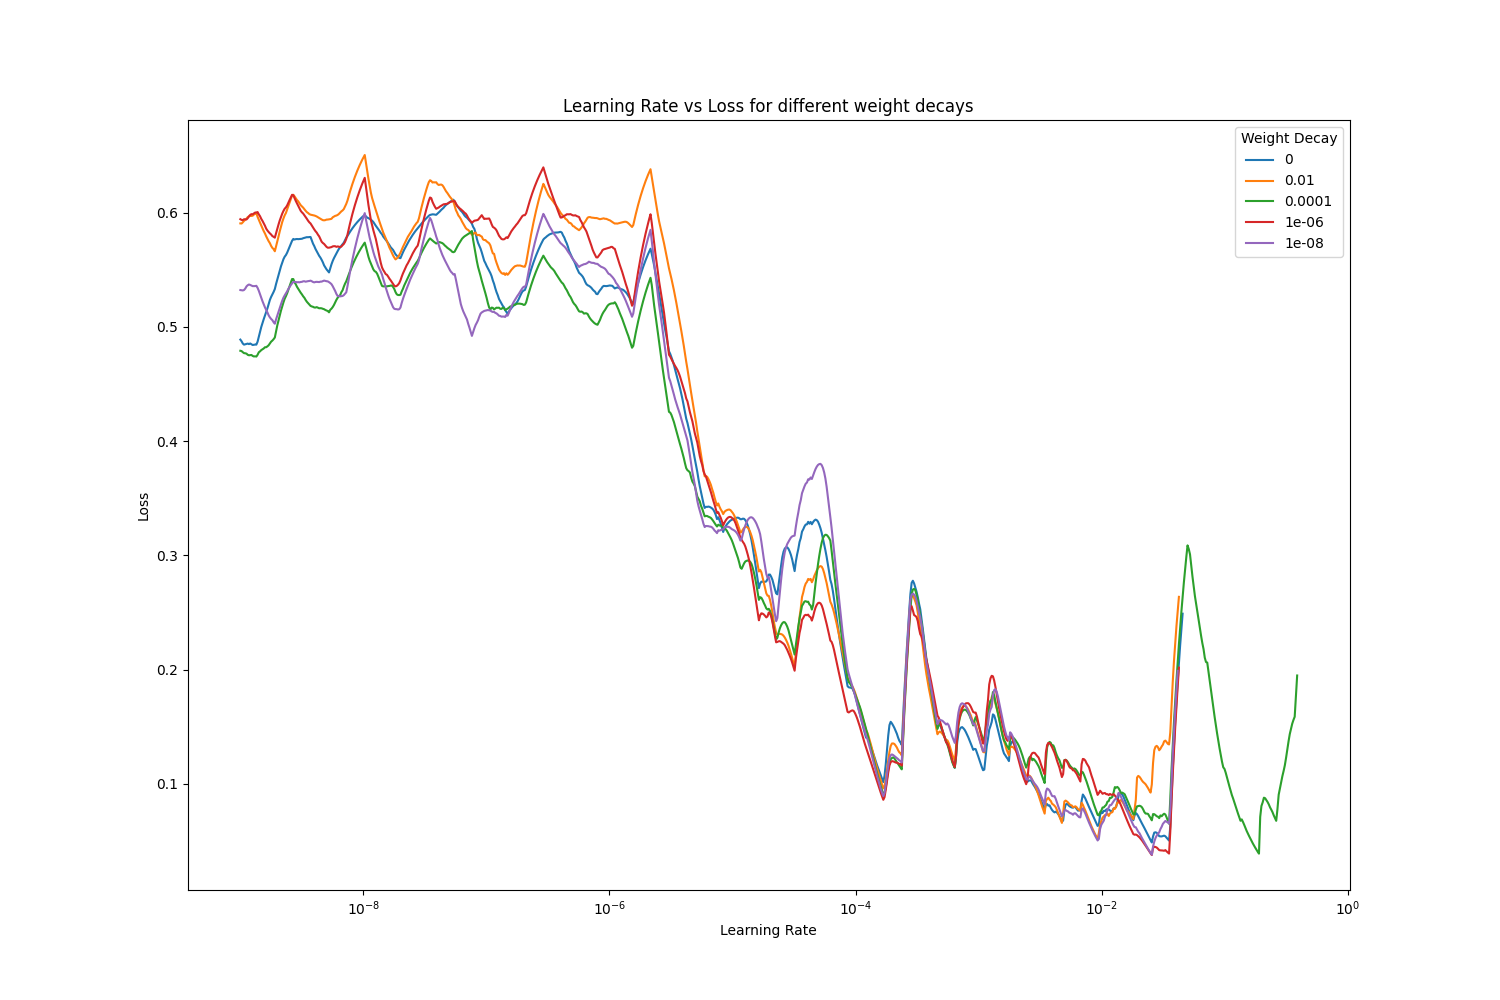 Learning Rate vs Loss for different weight decays
Weight Decay
0
0.01
0.0001
1e-06
1e-08
0.6
0.5
0.4
0.3
0.2
0.1
Loss
10⁻⁸
10⁻⁶
10⁻⁴
10⁻²
10⁰
Learning Rate